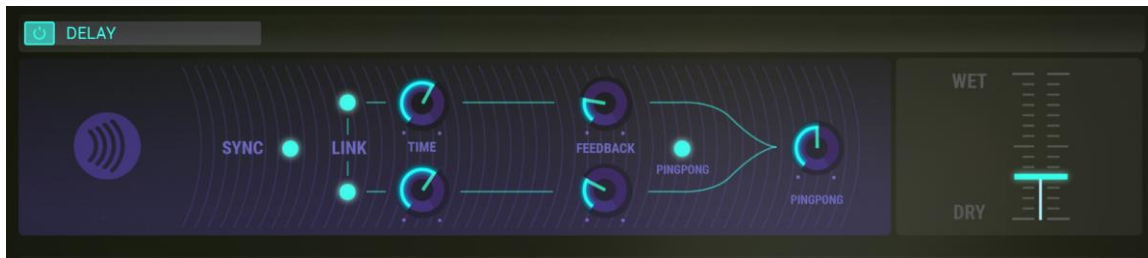 DELAY
SYNC
LINK
TIME
FEEDBACK
PINGPONG
PINGPONG
WET
DRY